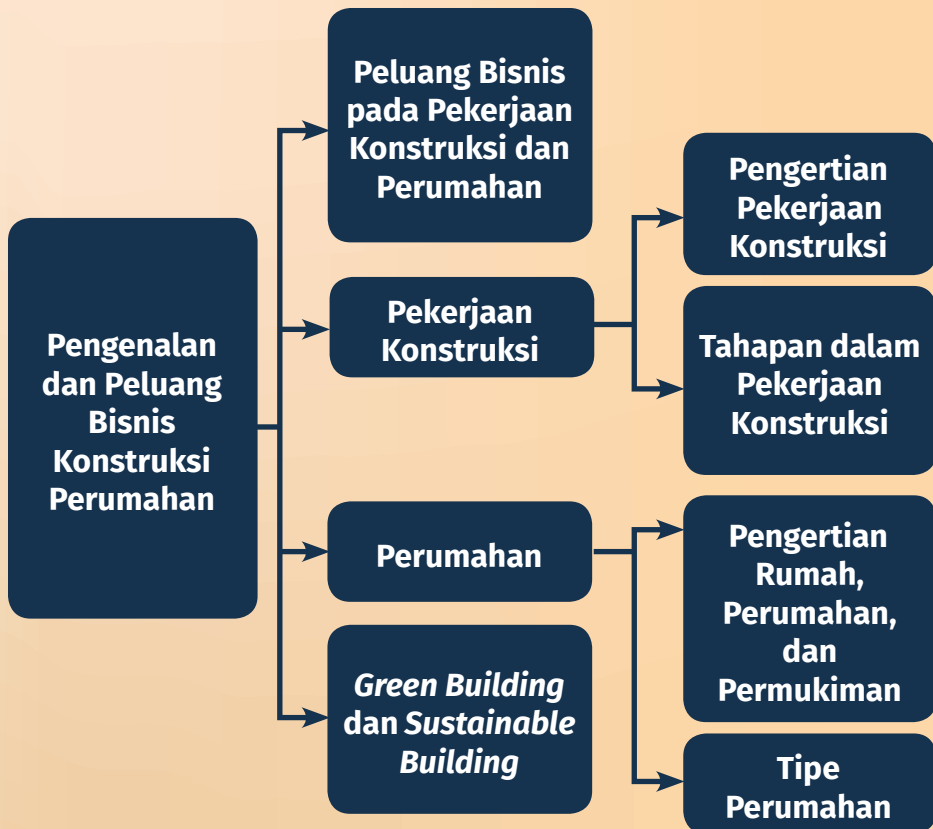 Pengenalan
dan Peluang
Bisnis
Konstruksi
Perumahan
Peluang Bisnis
pada Pekerjaan
Konstruksi dan
Perumahan
Pekerjaan
Konstruksi
Pengertian
Pekerjaan
Konstruksi
Tahapan dalam
Pekerjaan
Konstruksi
Perumahan
Pengertian
Rumah,
Perumahan,
dan
Permukiman
Tipe
Perumahan
Green Building
dan Sustainable
Building